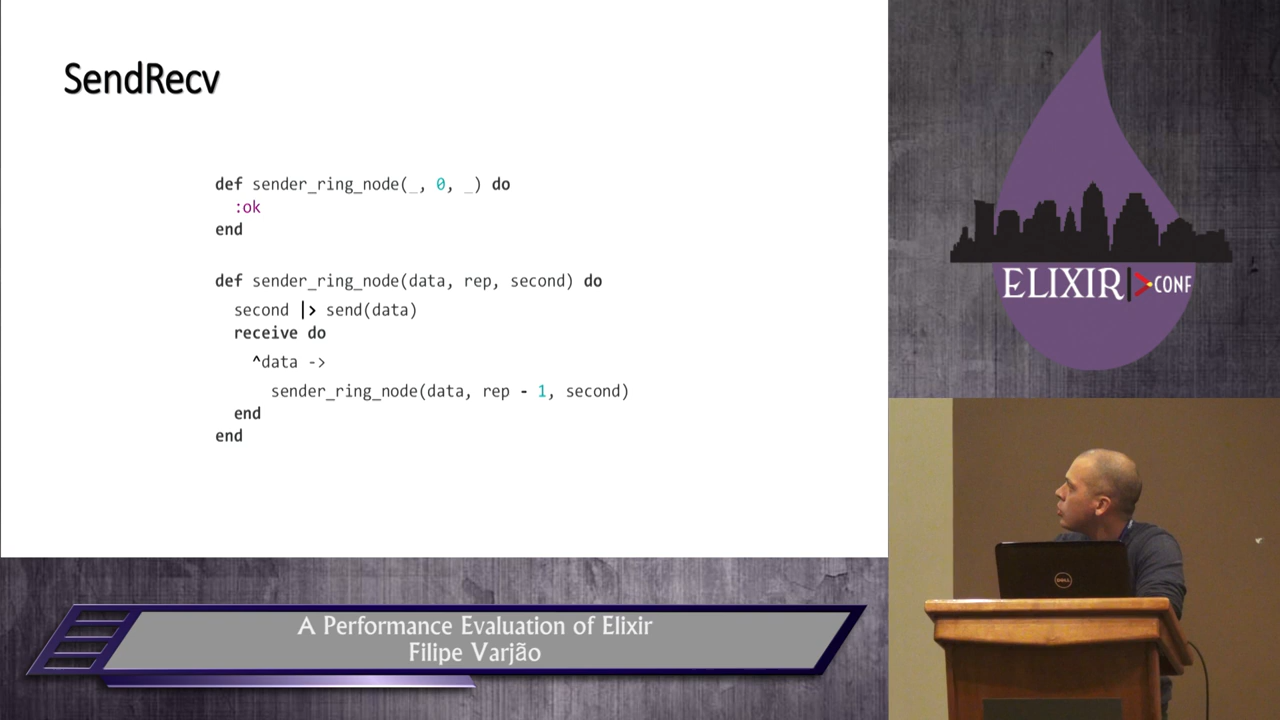 SendRecv
def sender_ring_node(_, 0, _) do
  :ok
end
def sender_ring_node(data, rep, second) do
  second |> send(data)
  receive do
    ^data ->
      sender_ring_node(data, rep - 1, second)
  end
end
ELIXIR|>CONF
DELL
A Performance Evaluation of Elixir
Filipe Varjão